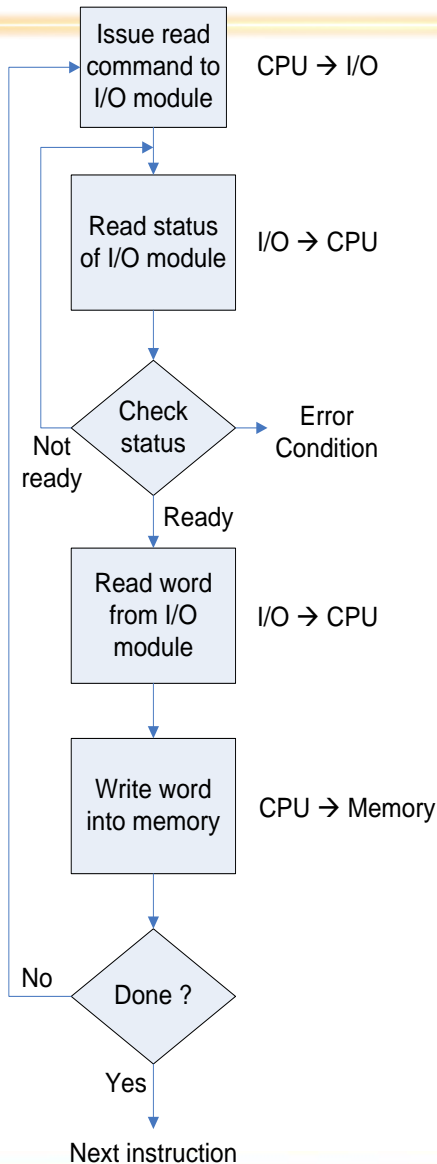 Issue read
command to
I/O module
CPU → I/O
Read status
of I/O module
I/O → CPU
Check
status
Error
Condition
Not
ready
Ready
Read word
from I/O
module
I/O → CPU
Write word
into memory
CPU → Memory
No
Done ?
Yes
Next instruction